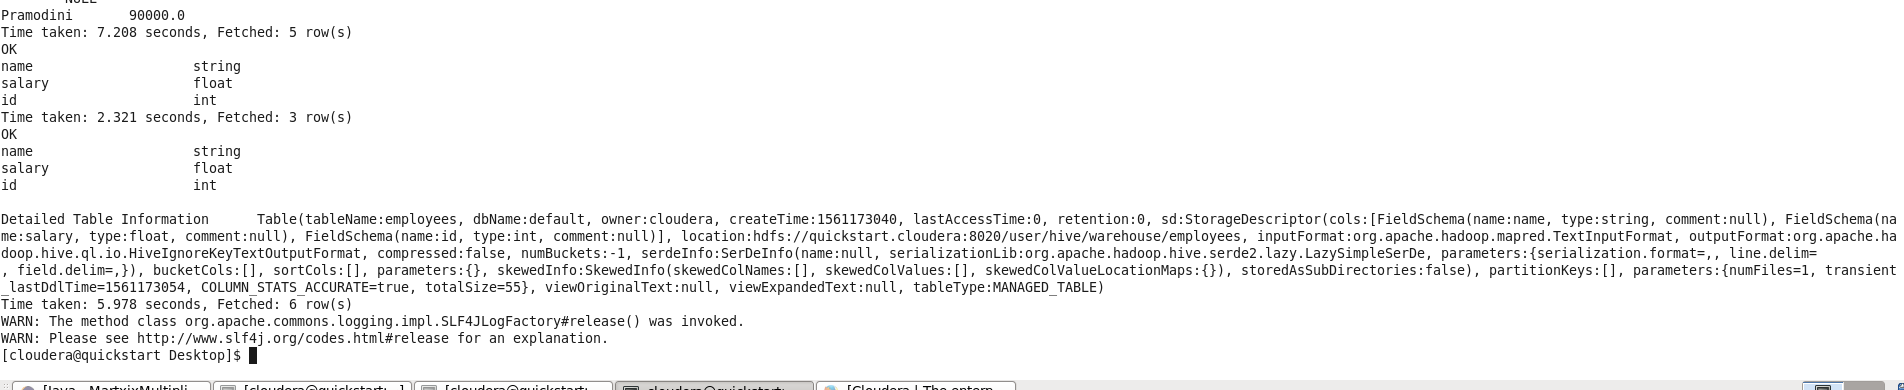 NULL
Pramodini       90000.0
Time taken: 7.208 seconds, Fetched: 5 row(s)
OK
name                    string
salary                  float
id                      int
Time taken: 2.321 seconds, Fetched: 3 row(s)
OK
name                    string
salary                  float
id                      int
Detailed Table Information      Table(tableName:employees, dbName:default, owner:cloudera, createTime:1561173040, lastAccessTime:0, retention:0, sd:StorageDescriptor(cols:[FieldSchema(name:name, type:string, comment:null), FieldSchema(na
me:salary, type:float, comment:null), FieldSchema(name:id, type:int, comment:null)], location:hdfs://quickstart.cloudera:8020/user/hive/warehouse/employees, inputFormat:org.apache.hadoop.mapred.TextInputFormat, outputFormat:org.apache.ha
doop.hive.ql.io.HiveIgnoreKeyTextOutputFormat, compressed:false, numBuckets:-1, serdeInfo:SerDeInfo(name:null, serializationLib:org.apache.hadoop.hive.serde2.lazy.LazySimpleSerDe, parameters:{serialization.format=,, line.delim=
, field.delim=,}), bucketCols:[], sortCols:[], parameters:{}, skewedInfo:SkewedInfo(skewedColNames:[], skewedColValues:[], skewedColValueLocationMaps:{}), storedAsSubDirectories:false), partitionKeys:[], parameters:{numFiles=1, transient
_lastDdlTime=1561173054, COLUMN_STATS_ACCURATE=true, totalSize=55}, viewOriginalText:null, viewExpandedText:null, tableType:MANAGED_TABLE)
Time taken: 5.978 seconds, Fetched: 6 row(s)
WARN: The method class org.apache.commons.logging.impl.SLF4JLogFactory#release() was invoked.
WARN: Please see http://www.slf4j.org/codes.html#release for an explanation.
[cloudera@quickstart Desktop]$
[Java - MartxixMultipli... [cloudera@quickstart:...] [cloudera@quickstart:... cloudera@quickstart:... [Cloudera | The entern...